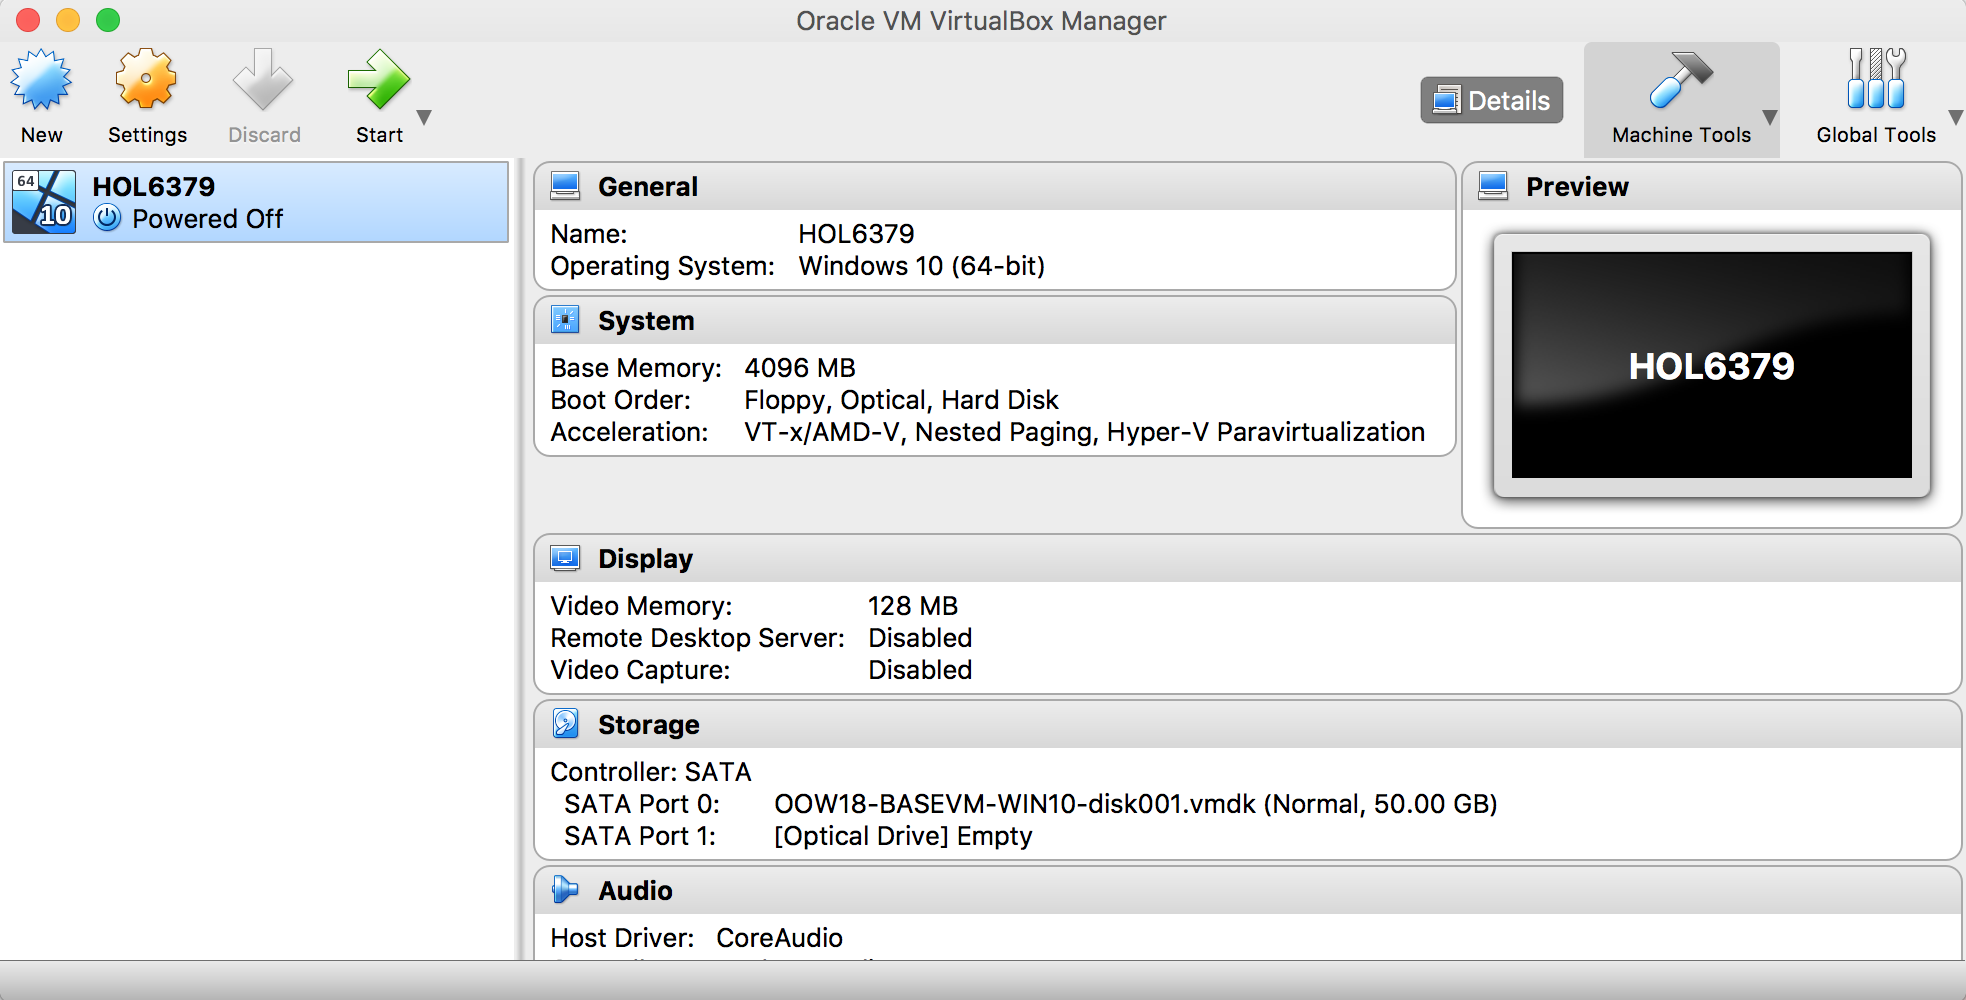 Oracle VM VirtualBox Manager
New
Settings
Discard
Start
Details
Machine Tools
Global Tools
64
10
HOL6379
Powered Off
General
Name: HOL6379
Operating System: Windows 10 (64-bit)
System
Base Memory: 4096 MB
Boot Order: Floppy, Optical, Hard Disk
Acceleration: VT-x/AMD-V, Nested Paging, Hyper-V Paravirtualization
Preview
HOL6379
Display
Video Memory: 128 MB
Remote Desktop Server: Disabled
Video Capture: Disabled
Storage
Controller: SATA
SATA Port 0: OOW18-BASEVM-WIN10-disk001.vmdk (Normal, 50.00 GB)
SATA Port 1: [Optical Drive] Empty
Audio
Host Driver: CoreAudio